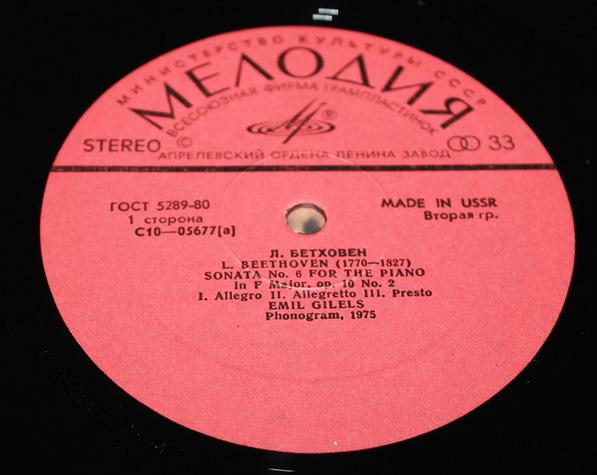 МИНИСТЕРСТВО КУЛЬТУРЫ СССР
МЕЛОДИЯ
ВСЕСОЮЗНАЯ ФИРМА ГРАМПЛАСТИНОК
®
STEREO © 33
АПРЕЛЕВСКИЙ ОРДЕНА ЛЕНИНА ЗАВОД
ГОСТ 5289-80 MADE IN USSR
1 сторона Вторая гр.
С10—05677(а)
Л. БЕТХОВЕН
L. BEETHOVEN (1770—1827)
SONATA No. 6 FOR THE PIANO
in F Major, op. 10 No. 2
I. Allegro II. Allegretto III. Presto
EMIL GILELS
Phonogram, 1975